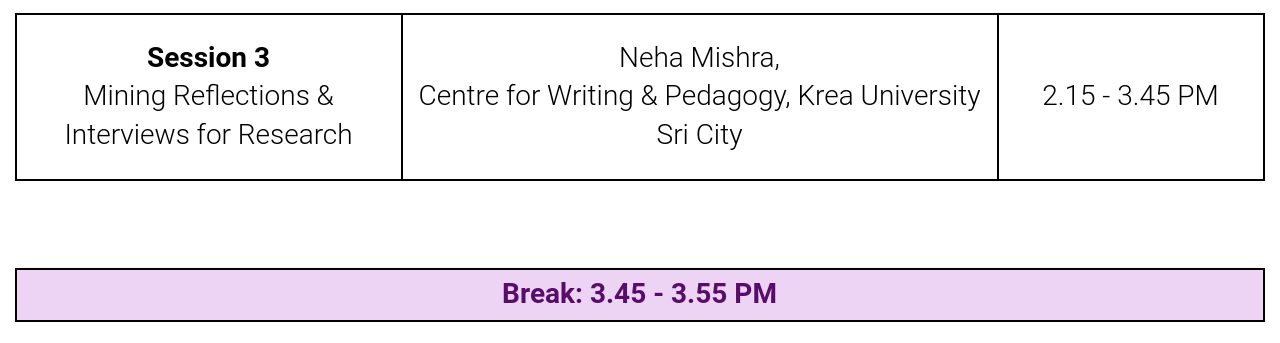 Session 3
Mining Reflections &
Interviews for Research
Neha Mishra,
Centre for Writing & Pedagogy, Krea University
Sri City
2.15 - 3.45 PM
Break: 3.45 - 3.55 PM